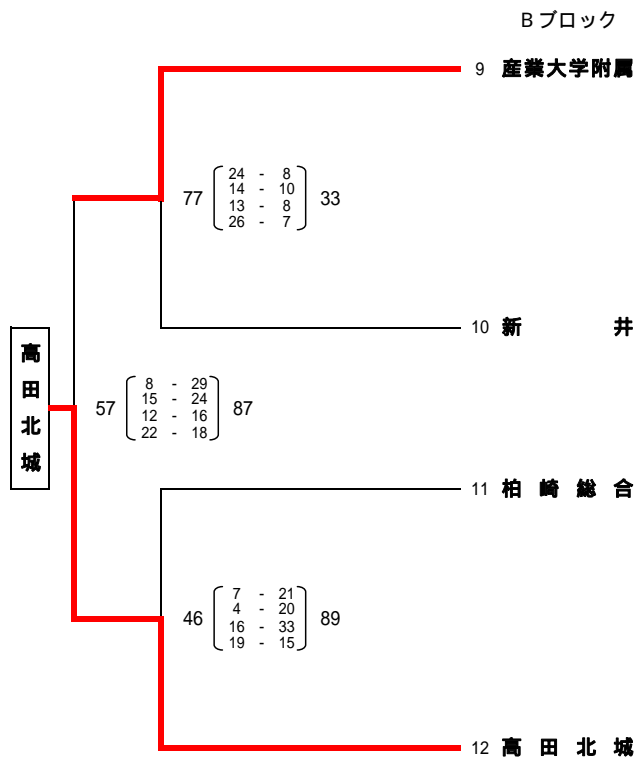 Bブロック
9 産業大学附属
77 24 - 8 33
14 - 10
13 - 8
26 - 7
10 新井
高田北城
57 8 - 29 87
15 - 24
12 - 16
22 - 18
11 柏崎総合
46 7 - 21 89
4 - 20
16 - 33
19 - 15
12 高田北城